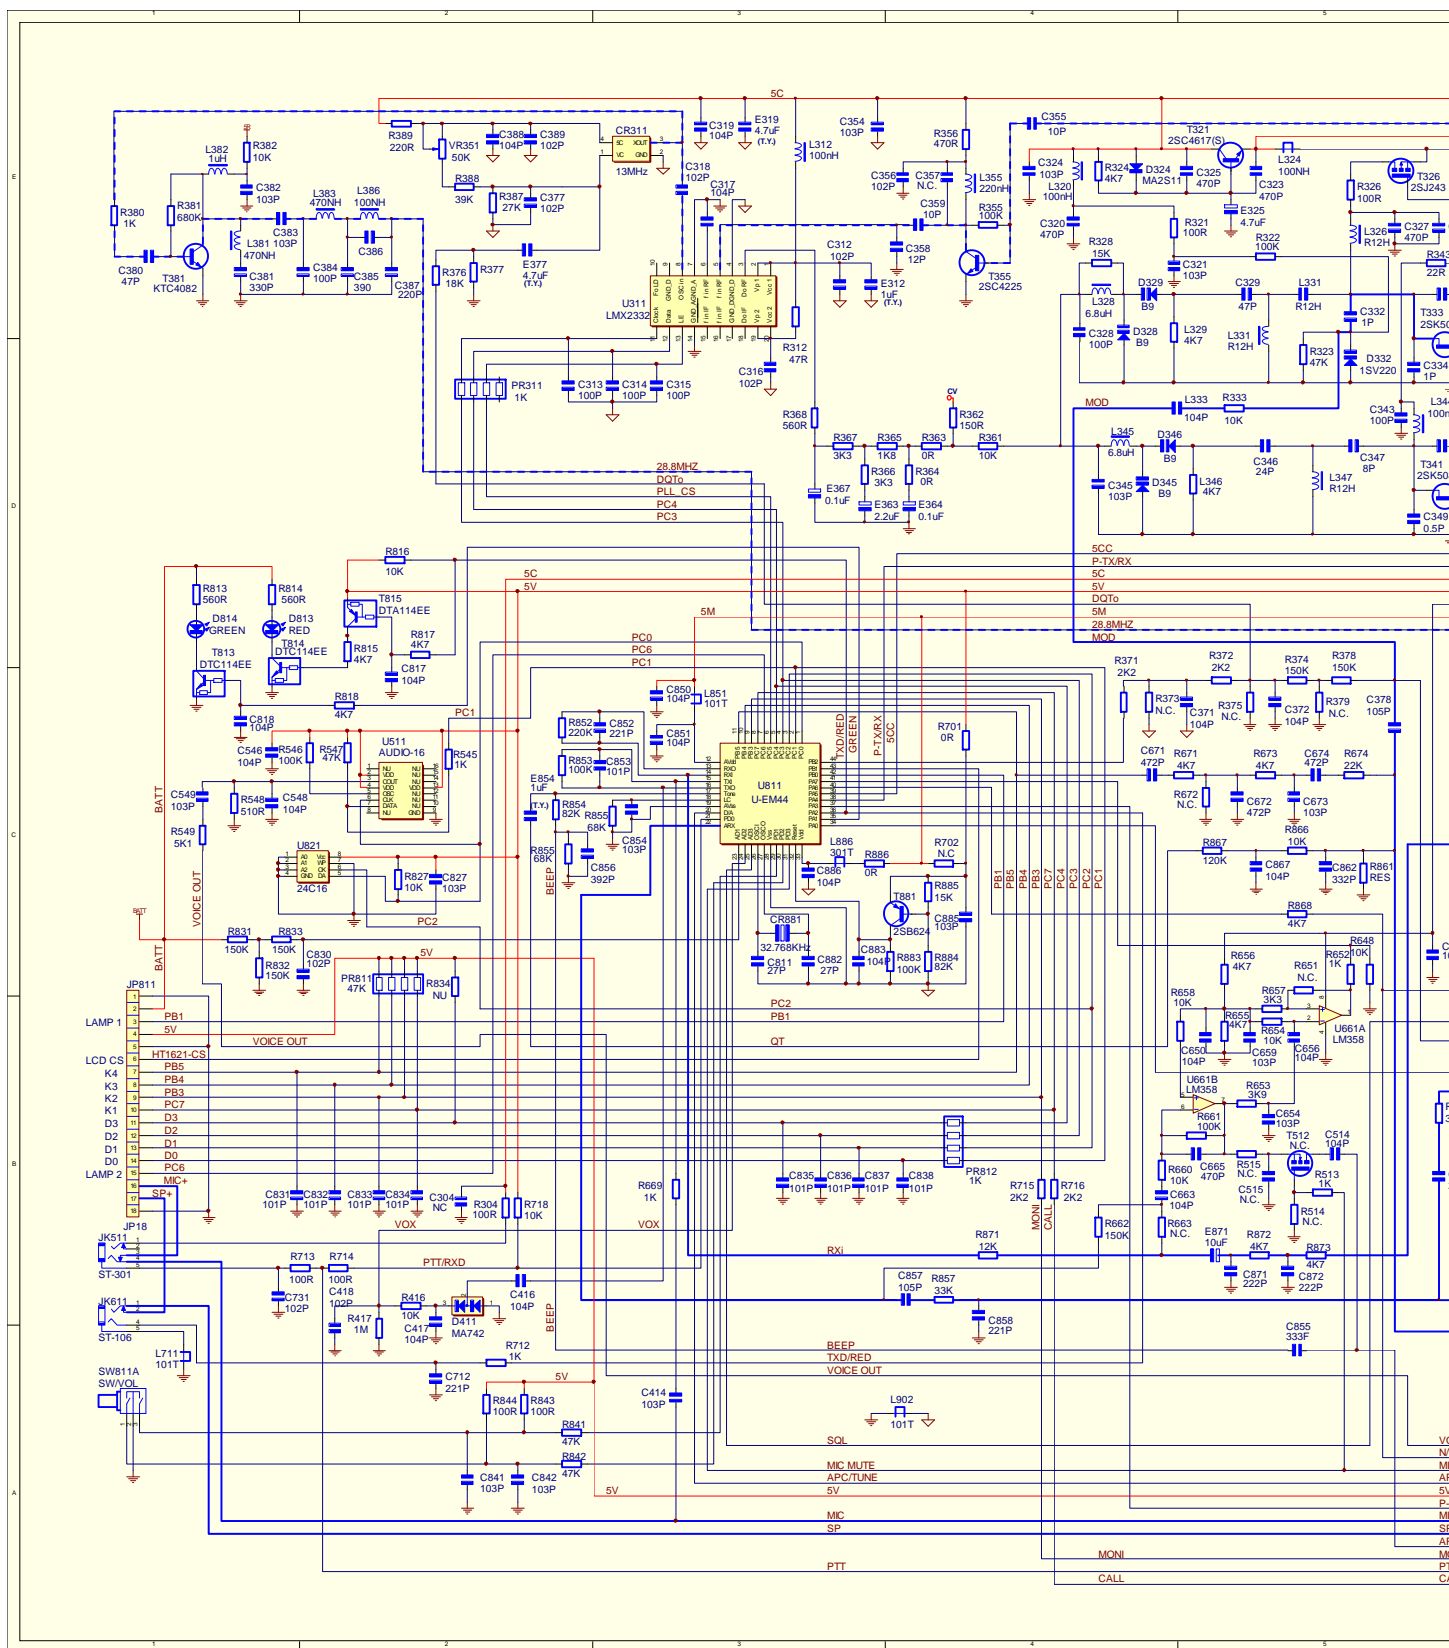 1
2
3
4
5
E
D
C
B
A
5C
R389
220R
VR351
50K
C388
104P
C389
102P
CR311
13MHz
R388
39K
R387
27K
C377
102P
R376
18K
R377
E377
4.7uF
(T.Y.)
L382
1uH
R382
10K
C382
103P
R380
1K
R381
680K
C380
47P
T381
KTC4082
L381
470NH
C381
330P
C383
103P
L383
470NH
L386
100NH
C386
C384
100P
C385
390
C387
220P
C319
104P
E319
4.7uF
(T.Y.)
C318
102P
C317
104P
L312
100nH
C354
103P
C356
102P
C357
N.C.
R356
470R
L355
220nH
C359
10P
R355
100K
C358
12P
T355
2SC4225
C355
10P
C312
102P
E312
1uF
(T.Y.)
U311
LMX2332
R312
47R
C316
102P
PR311
1K
C313
100P
C314
100P
C315
100P
C324
103P
L320
100nH
C320
470P
R324
4K7
D324
MA2S11
C325
470P
T321
2SC4617(S)
C323
470P
L324
100NH
E325
4.7uF
R321
100R
R322
100K
C321
103P
R326
100R
L326
R12H
T326
2SJ243
C327
470P
R343
22R
R328
15K
L328
6.8uH
D329
B9
C328
100P
D328
B9
L329
4K7
C329
47P
L331
R12H
L331
R12H
R323
47K
C332
1P
D332
1SV220
T333
2SK50
C334
1P
MOD
L333
104P
R333
10K
C343
100P
L344
100n
CV
R362
150R
R368
560R
R367
3K3
R365
1K8
R363
0R
R361
10K
R366
3K3
R364
0R
E367
0.1uF
E363
2.2uF
E364
0.1uF
L345
6.8uH
D346
B9
C345
103P
D345
B9
L346
4K7
C346
24P
L347
R12H
C347
8P
T341
2SK50
C349
0.5P
28.8MHZ
DQTo
PLL_CS
PC4
PC3
5CC
P-TX/RX
5C
5V
DQTo
5M
28.8MHZ
MOD
R816
10K
R813
560R
R814
560R
D814
GREEN
D813
RED
T813
DTC114EE
T814
DTC114EE
T815
DTA114EE
R815
4K7
R817
4K7
C817
104P
R818
4K7
C818
104P
5C
5V
5M
PC0
PC6
PC1
PC1
C850
104P
L851
101T
C851
104P
R852
220K
C852
221P
R853
100K
C853
101P
E854
1uF
(T.Y.)
R854
82K
R855
68K
C854
103P
R855
68K
C856
392P
BEEP
U811
U-EM44
TXD/RED
GREEN
P-TX/RX
5CC
R701
0R
L886
301T
R886
0R
R702
N.C
C886
104P
T881
2SB624
R885
15K
C885
103P
R883
100K
R884
82K
C883
104P
CR881
32.768KHz
C811
27P
C882
27P
C546
104P
R546
100K
R547
47K
U511
AUDIO-16
R545
1K
C549
103P
R548
510R
C548
104P
R549
5K1
VOICE OUT
BATT
U821
24C16
R827
10K
C827
103P
PC2
BATT
BATT
R831
150K
R833
150K
R832
150K
C830
102P
5V
PR811
47K
R834
NU
R371
2K2
R372
2K2
R374
150K
R378
150K
R373
N.C.
C371
104P
R375
N.C.
C372
104P
R379
N.C.
C378
105P
C671
472P
R671
4K7
R673
4K7
C674
472P
R674
22K
R672
N.C.
C672
472P
C673
103P
R867
120K
R866
10K
C867
104P
C862
332P
R861
RES
R868
4K7
PB1
PB5
PB4
PB3
PC7
PC4
PC3
PC2
PC1
R656
4K7
R651
N.C.
R652
1K
R648
10K
R658
10K
R657
3K3
R655
4K7
R654
10K
C650
104P
C659
103P
C656
104P
U661A
LM358
U661B
LM358
R653
3K9
C654
103P
R661
100K
R660
10K
C665
470P
C663
104P
R663
N.C.
R515
N.C.
C515
N.C.
T512
N.C.
C514
104P
R513
1K
R514
N.C.
R662
150K
E871
10uF
R872
4K7
R873
4K7
C871
222P
C872
222P
JP811
LAMP 1
LCD CS
K4
K3
K2
K1
D3
D2
D1
D0
LAMP 2
JP18
PB1
5V
VOICE OUT
HT1621-CS
PB5
PB4
PB3
PC7
D3
D2
D1
D0
PC6
MIC+
SP+
PC2
PB1
QT
PR812
1K
C835
101P
C836
101P
C837
101P
C838
101P
C831
101P
C832
101P
C833
101P
C834
101P
C304
NC
R304
100R
R718
10K
R669
1K
VOX
VOX
R715
2K2
R716
2K2
MONI
CALL
RXi
R871
12K
JK511
ST-301
R713
100R
R714
100R
PTT/RXD
C731
102P
C418
102P
R416
10K
R417
1M
C417
104P
D411
MA742
C416
104P
BEEP
C857
105P
R857
33K
C858
221P
JK611
ST-106
L711
101T
SW811A
SW/VOL
R712
1K
C712
221P
5V
R844
100R
R843
100R
R841
47K
R842
47K
C841
103P
C842
103P
C414
103P
C855
333F
BEEP
TXD/RED
VOICE OUT
L902
101T
SQL
MIC MUTE
APC/TUNE
5V
5V
MIC
SP
PTT
MONI
CALL